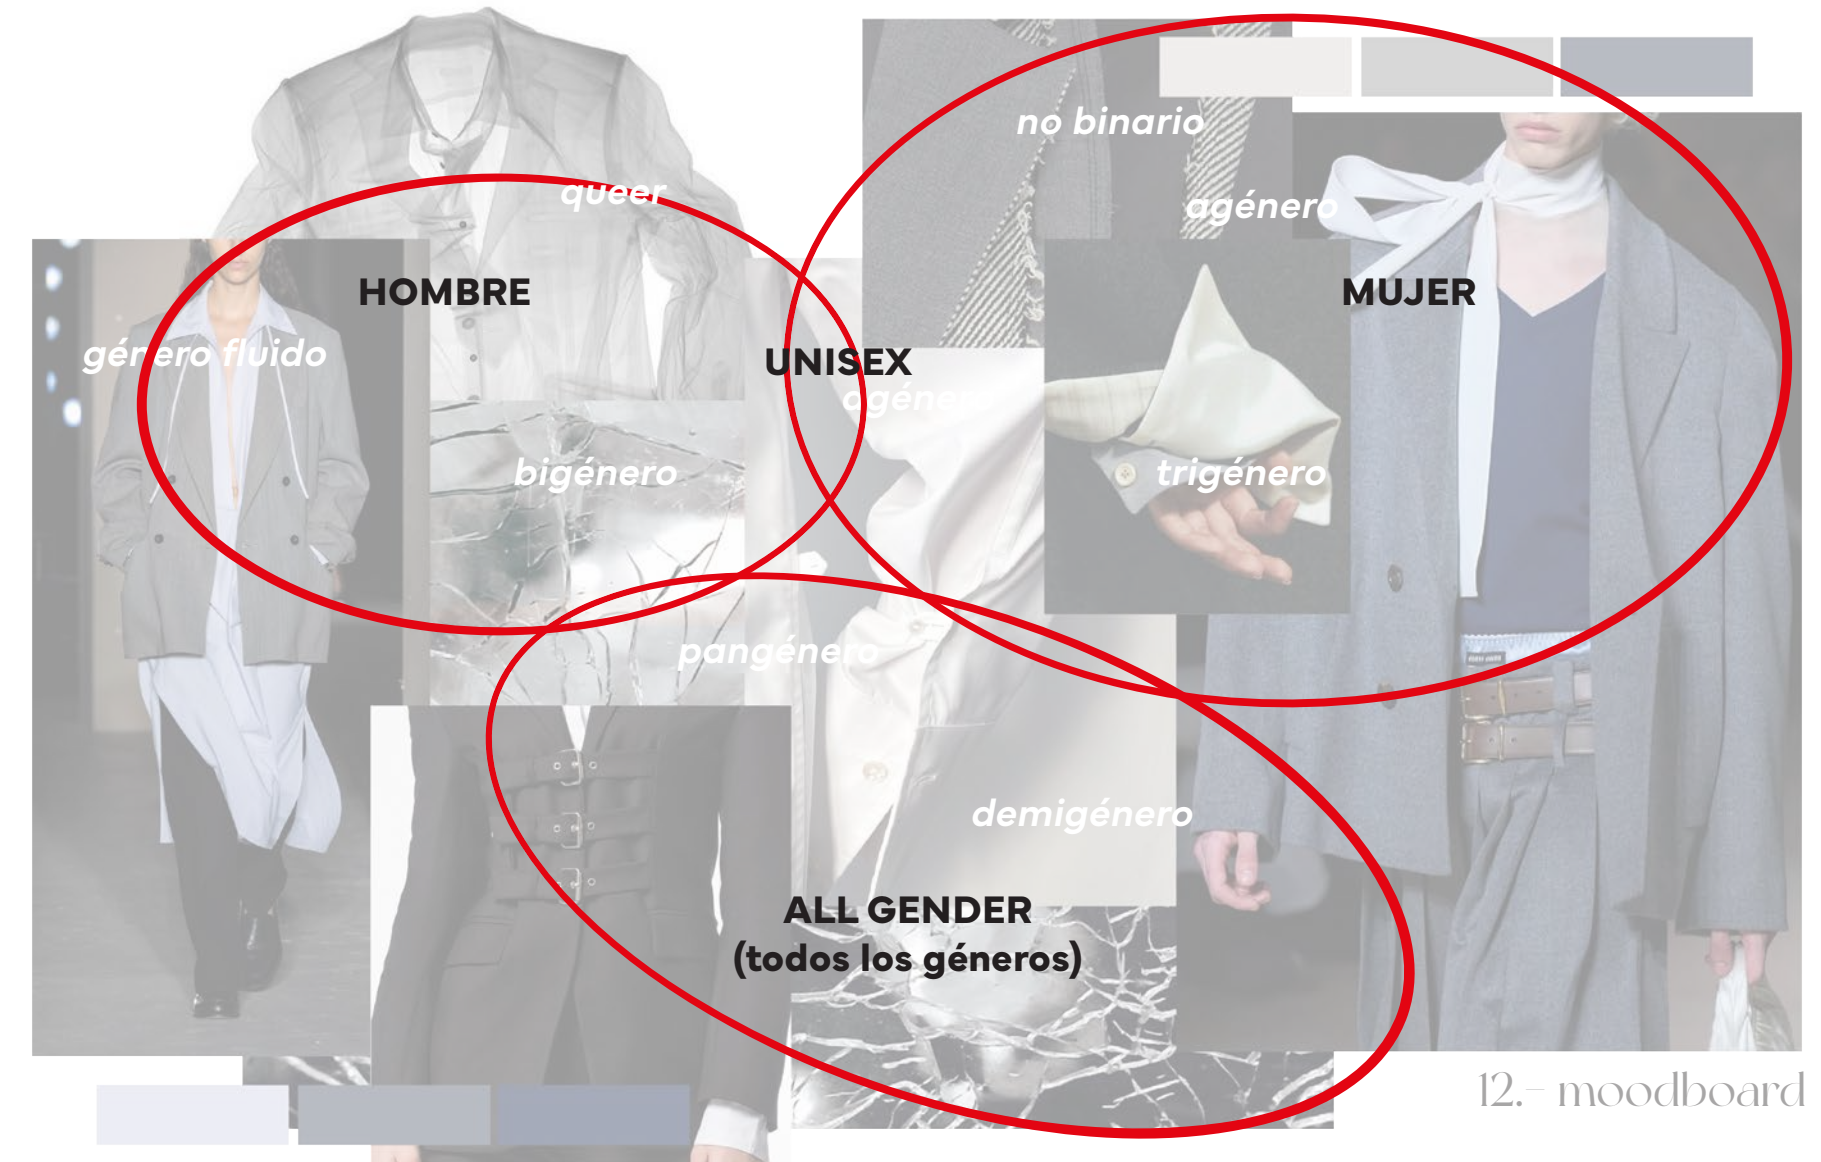 no binario
queer
agénero
HOMBRE
MUJER
género fluido
UNISEX
agénero
bigénero
trigénero
pangénero
demigénero
ALL GENDER
(todos los géneros)
12.- moodboard